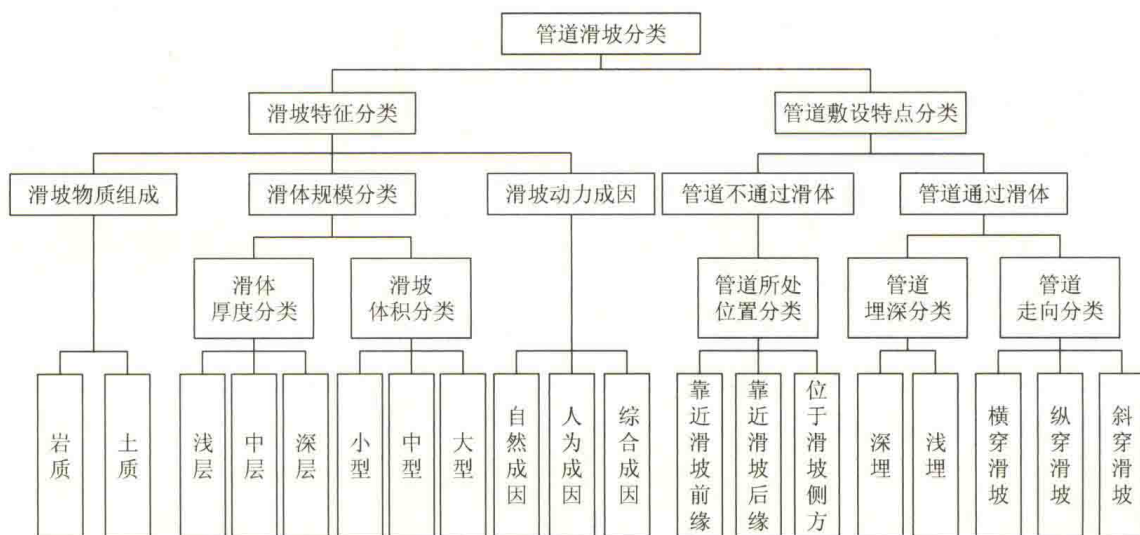 管道滑坡分类
滑坡特征分类
管道敷设特点分类
滑坡物质组成
滑体规模分类
滑坡动力成因
管道不通过滑体
管道通过滑体
滑体
厚度分类
滑坡
体积分类
管道所处
位置分类
管道
埋深分类
管道
走向分类
岩质
土质
浅层
中层
深层
小型
中型
大型
自然成因
人为成因
综合成因
靠近滑坡前缘
靠近滑坡后缘
位于滑坡侧方
深埋
浅埋
横穿滑坡
纵穿滑坡
斜穿滑坡